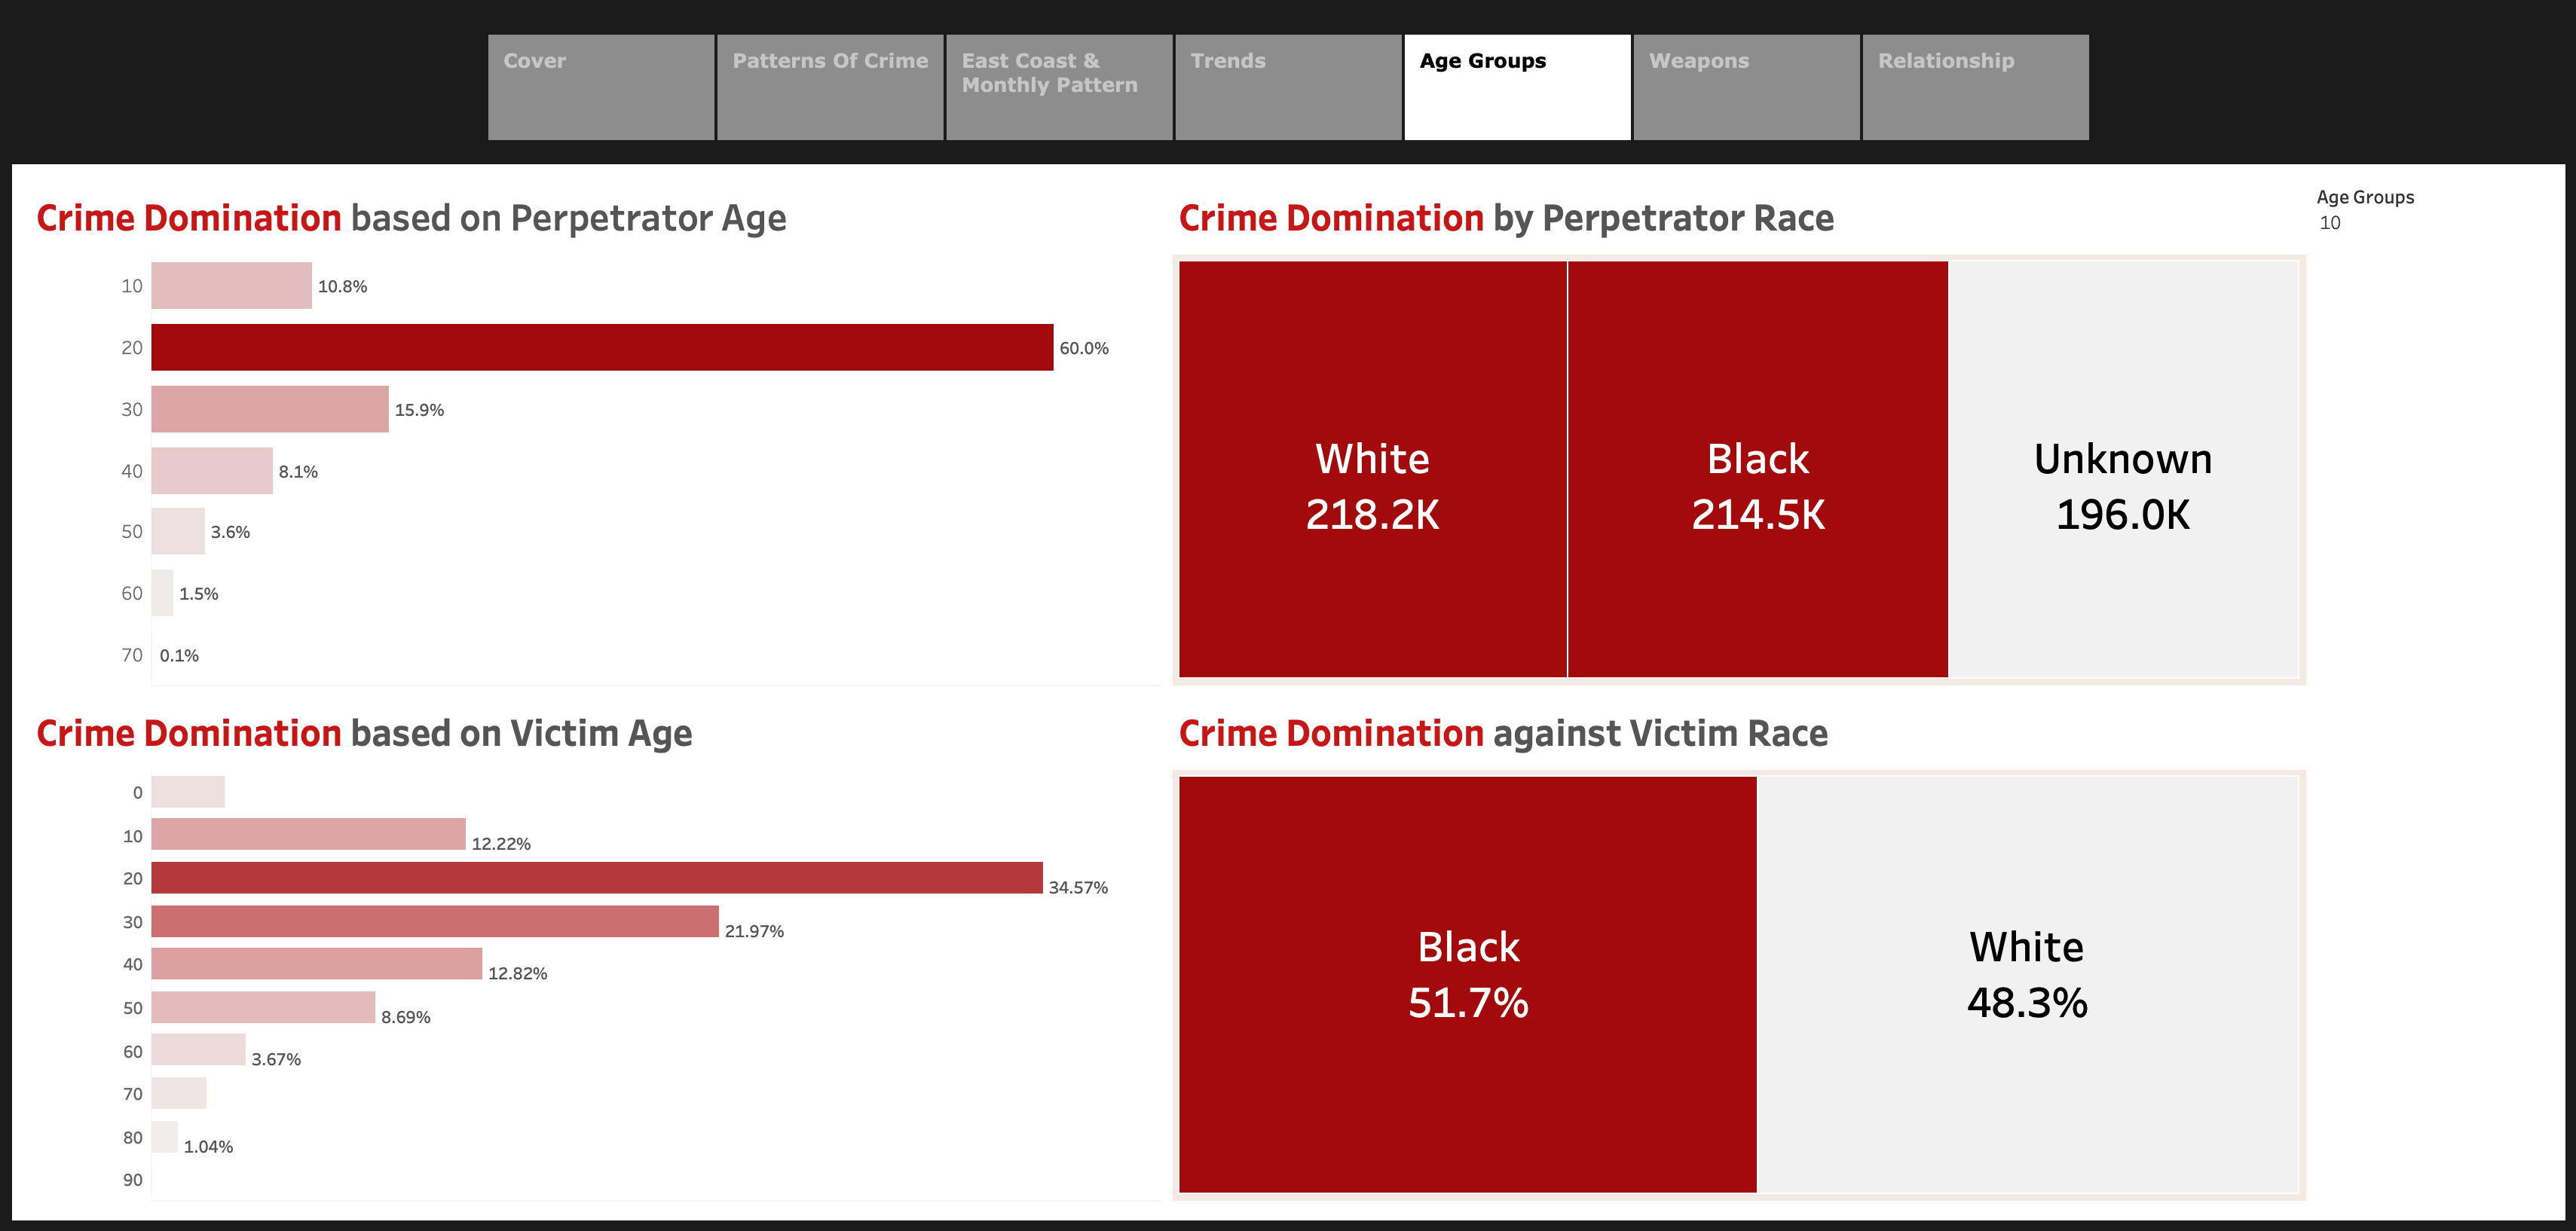 Cover
Patterns Of Crime
East Coast &
Monthly Pattern
Trends
Age Groups
Weapons
Relationship
Crime Domination based on Perpetrator Age
10
10.8%
20
60.0%
30
15.9%
40
8.1%
50
3.6%
60
1.5%
70
0.1%
Crime Domination by Perpetrator Race
White
218.2K
Black
214.5K
Unknown
196.0K
Age Groups
10
Crime Domination based on Victim Age
0
10
12.22%
20
34.57%
30
21.97%
40
12.82%
50
8.69%
60
3.67%
70
80
1.04%
90
Crime Domination against Victim Race
Black
51.7%
White
48.3%